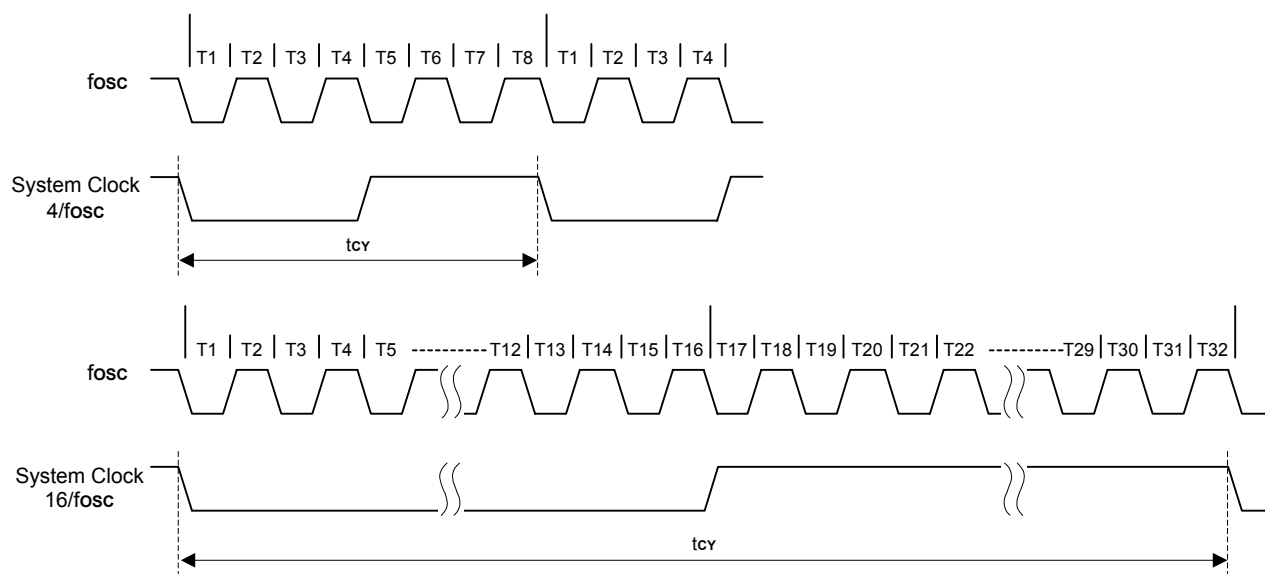 T1 T2 T3 T4 T5 T6 T7 T8 T1 T2 T3 T4
fosc
System Clock
4/fosc
tCY
T1 T2 T3 T4 T5 T12 T13 T14 T15 T16 T17 T18 T19 T20 T21 T22 T29 T30 T31 T32
fosc
System Clock
16/fosc
tCY